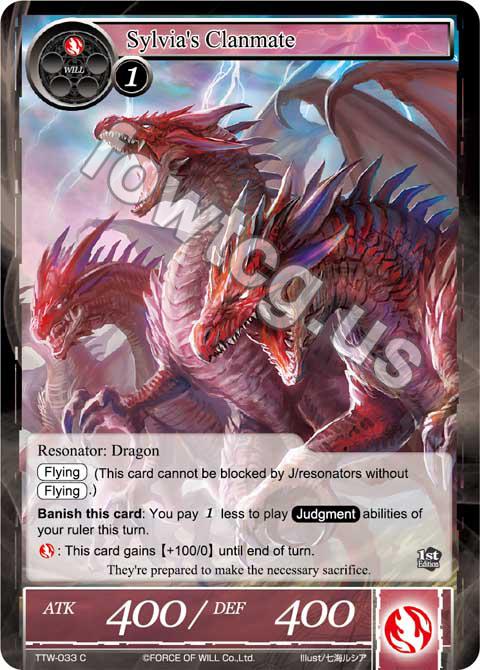 Sylvia's Clanmate
WILL
1
fowtcg.us
Resonator: Dragon
Flying (This card cannot be blocked by J/resonators without
Flying .)
Banish this card: You pay 1 less to play Judgment abilities of
your ruler this turn.
: This card gains 【+100/0】 until end of turn.
They're prepared to make the necessary sacrifice.
1st
Edition
ATK 400/ DEF 400
TTW-033 C ©FORCE OF WILL Co.,Ltd. Illust/七海ルシア